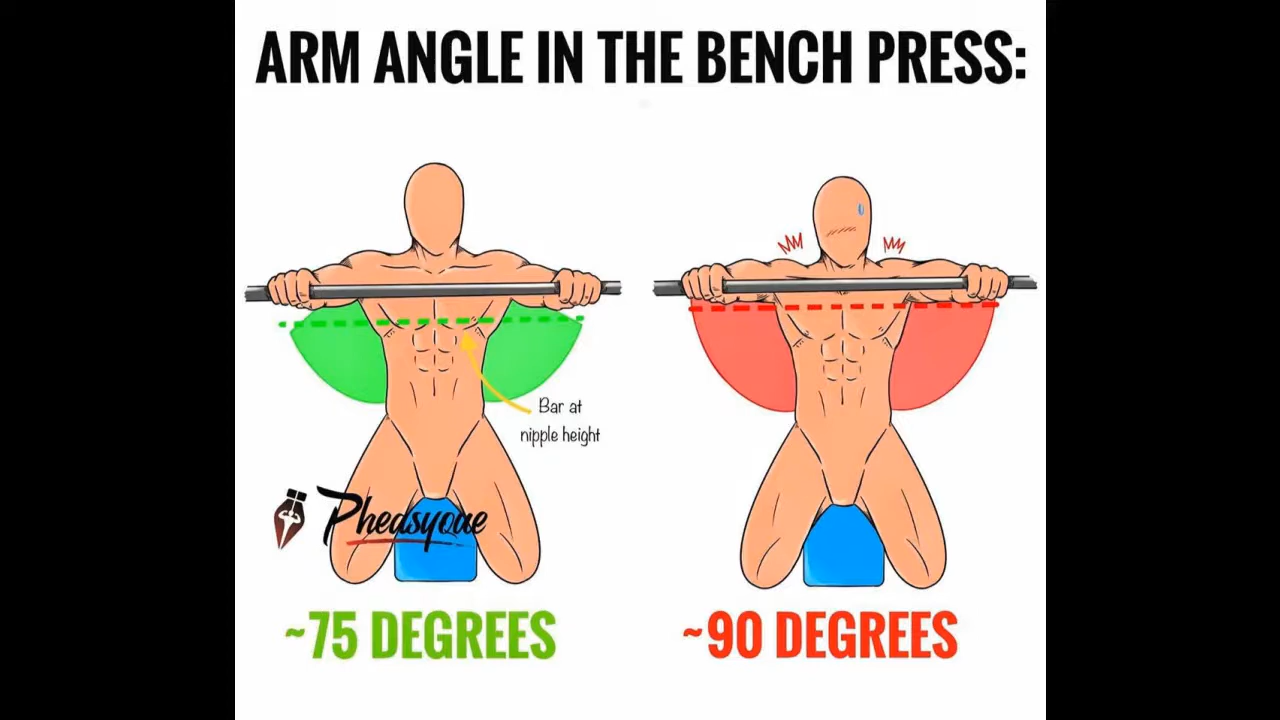 ARM ANGLE IN THE BENCH PRESS:
Bar at
nipple height
Pheasyque
~75 DEGREES
~90 DEGREES